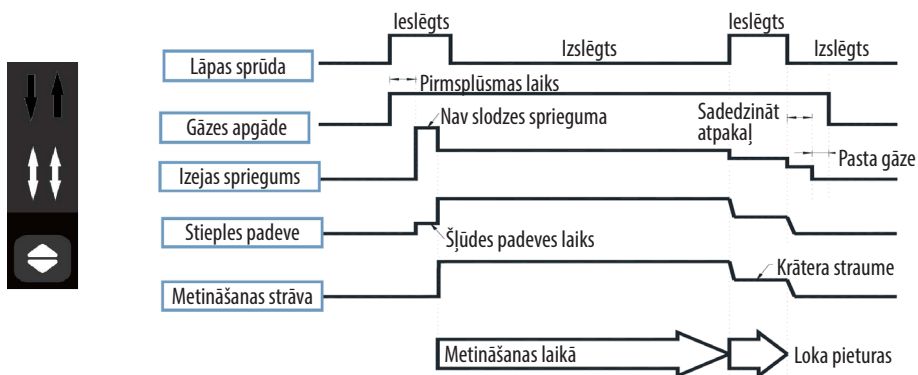 Ieslēgts
Ieslēgts
Lāpas sprūda
Izslēgts
Izslēgts
Pirmsplūsmas laiks
Gāzes apgāde
Nav slodzes sprieguma
Sadedzināt
atpakaļ
Pasta gāze
Izejas spriegums
Stieples padeve
Šļūdes padeves laiks
Krātera straume
Metināšanas strāva
Metināšanas laikā
Loka pieturas